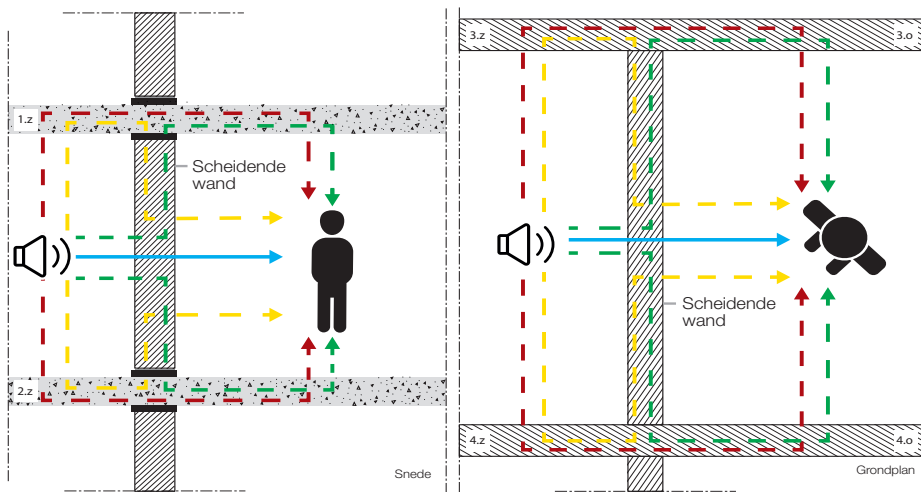 1.z
Scheidende
wand
2.z
Snede
3.z
3.o
Scheidende
wand
4.z
4.o
Grondplan